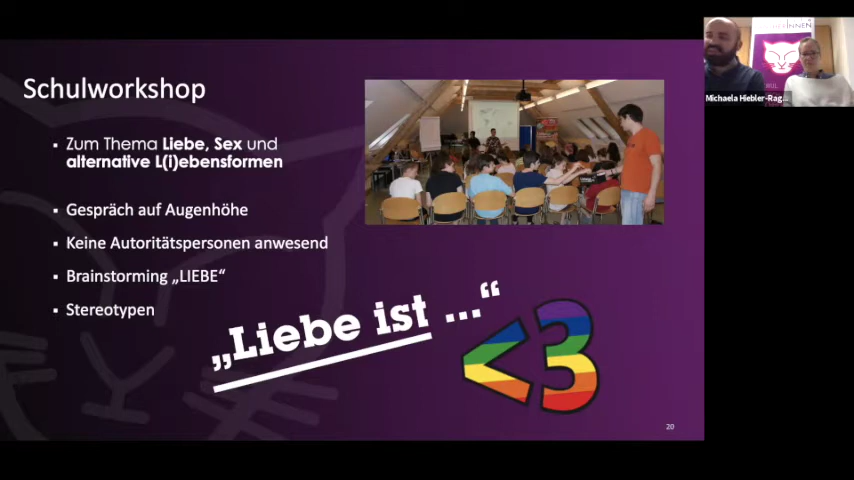 Schulworkshop
▪ Zum Thema Liebe, Sex und
alternative L(i)ebensformen
▪ Gespräch auf Augenhöhe
▪ Keine Autoritätspersonen anwesend
▪ Brainstorming „LIEBE“
▪ Stereotypen
„Liebe ist ...“
<3
20
Michaela Hiebler-Rag...